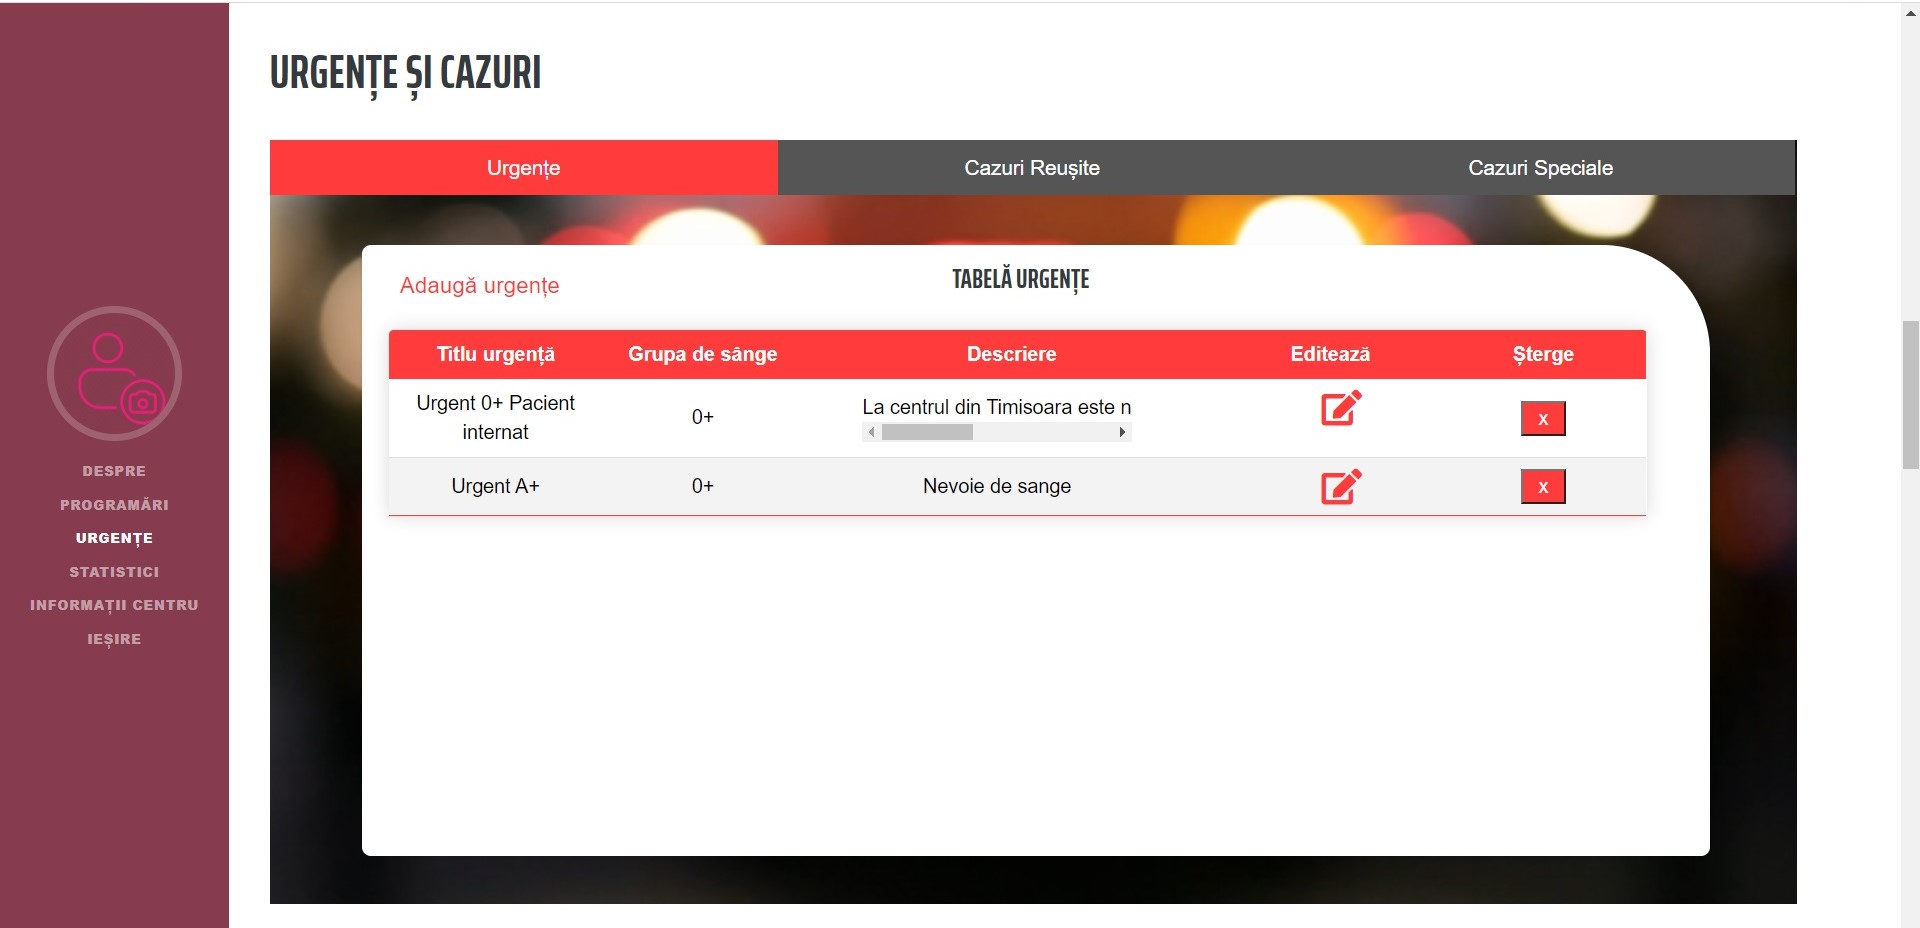 URGENȚE ȘI CAZURI
Urgențe
Cazuri Reușite
Cazuri Speciale
Adaugă urgențe
TABELĂ URGENȚE
Titlu urgență
Grupa de sânge
Descriere
Editează
Șterge
Urgent 0+ Pacient
internat
0+
La centrul din Timisoara este n
x
Urgent A+
0+
Nevoie de sange
x
DESPRE
PROGRAMĂRI
URGENȚE
STATISTICI
INFORMAȚII CENTRU
IEȘIRE